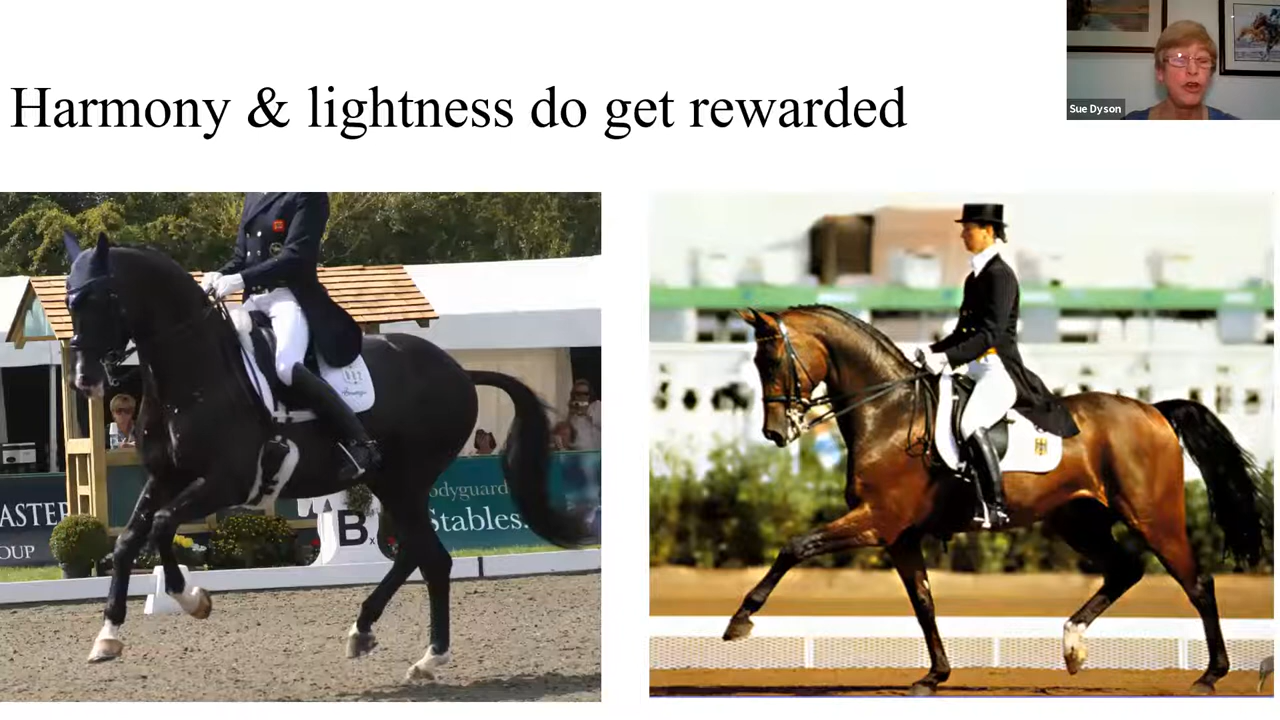 Harmony & lightness do get rewarded
Sue Dyson
ASTER
OUP
B
x
odyguard
Stables.